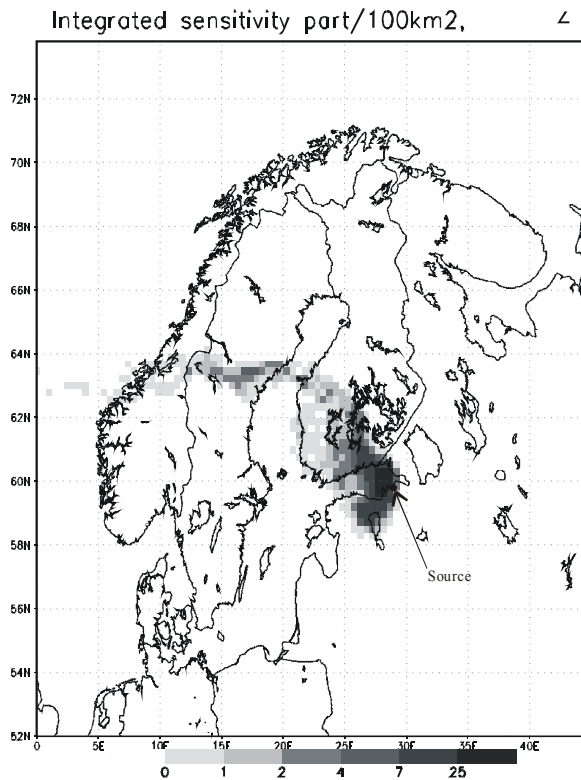 Integrated sensitivity part/100km2, ∠
72N
70N
68N
66N
64N
62N
60N
58N
Source
56N
54N
52N
0 5E 10E 15E 20E 25E 30E 35E 40E
0 1 2 4 7 25